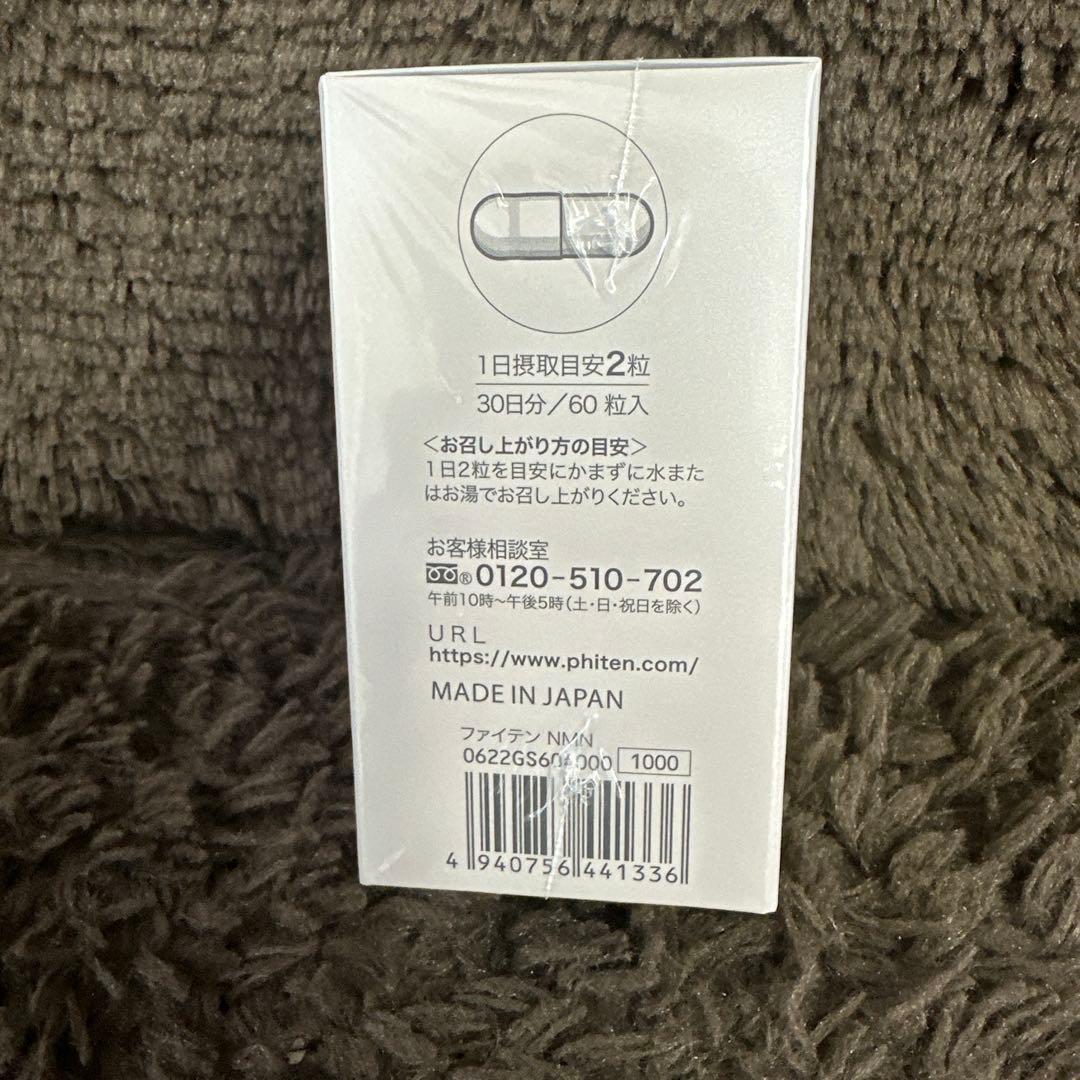 1日摂取目安2粒
30日分/60 粒入
<お召し上がり方の目安>
1日2粒を目安にかまずに水また
はお湯でお召し上がりください。
お客様相談室
®0120-510-702
午前10時~午後5時(土・日・祝日を除く)
URL
https://www.phiten.com/
MADE IN JAPAN
ファイテン NMN
1000
4 940756 441336